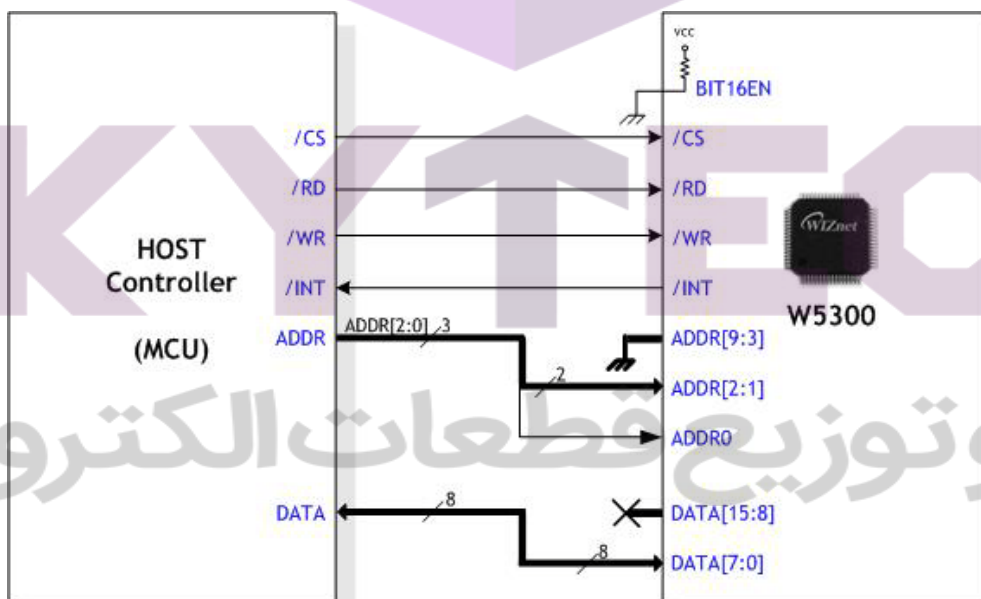 VCC
BIT16EN
/CS
/CS
/RD
/RD
/WR
/WR
HOST
Controller
(MCU)
/INT
/INT
WIZnet
W5300
ADDR
ADDR[2:0]
3
ADDR[9:3]
2
ADDR[2:1]
ADDR0
KYTEC
و توزیع قطعات الکترو
DATA
8
DATA[15:8]
8
DATA[7:0]